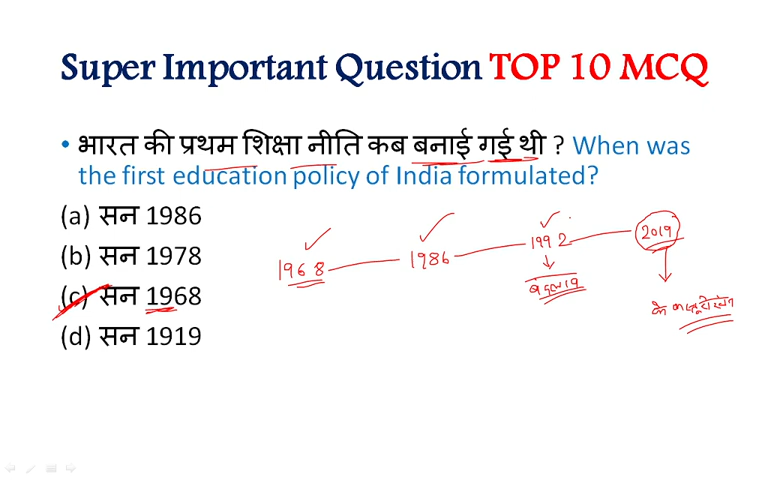 Super Important Question TOP 10 MCQ
• भारत की प्रथम शिक्षा नीति कब बनाई गई थी ? When was
the first education policy of India formulated?
(a) सन 1986
(b) सन 1978
(c) सन 1968
(d) सन 1919
1968 1986 1992 2019
बदलाव